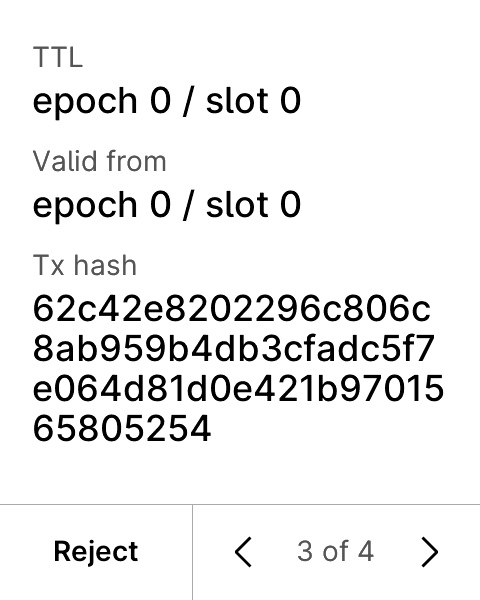 TTL
epoch 0 / slot 0
Valid from
epoch 0 / slot 0
Tx hash
62c42e8202296c806c
8ab959b4db3cfadc5f7
e064d81d0e421b97015
65805254
Reject
3 of 4